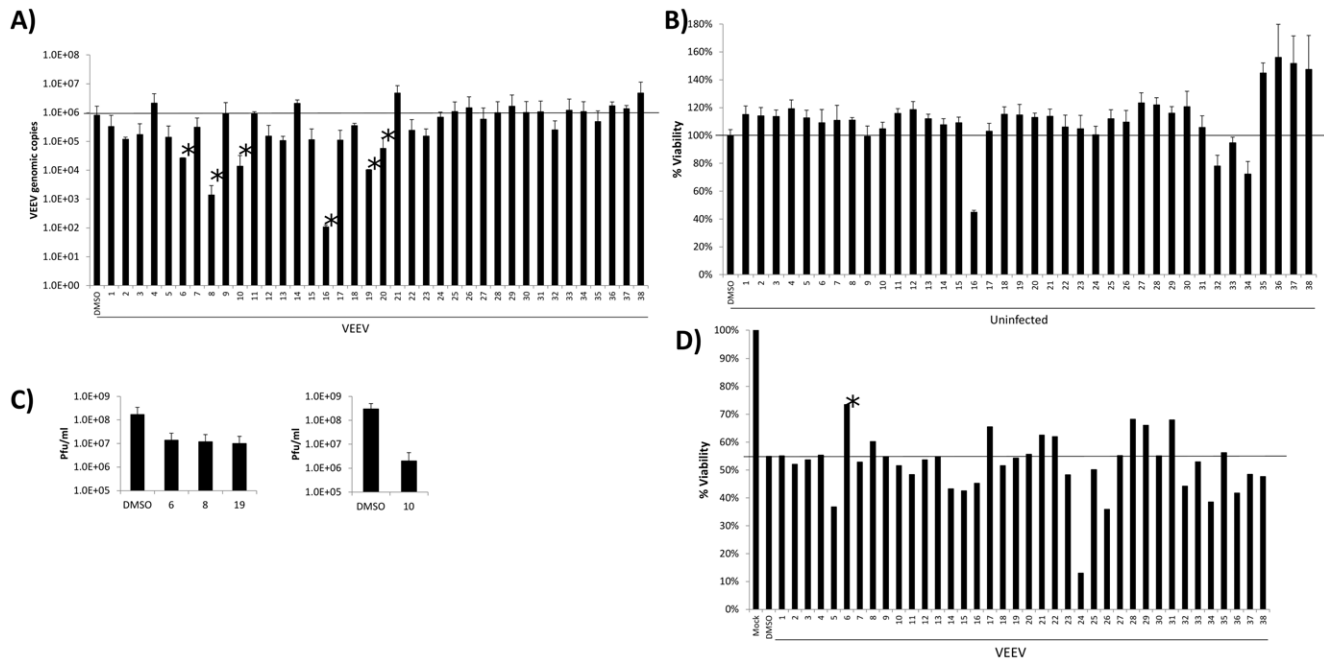 A)
1.0E+08
1.0E+07
1.0E+06
1.0E+05
1.0E+04
1.0E+03
1.0E+02
1.0E+01
1.0E+00
VEEV genomic copies
* * * * * *
DMSO 1 2 3 4 5 6 7 8 9 10 11 12 13 14 15 16 17 18 19 20 21 22 23 24 25 26 27 28 29 30 31 32 33 34 35 36 37 38
VEEV
B)
180%
160%
140%
120%
100%
80%
60%
40%
20%
0%
% Viability
DMSO 1 2 3 4 5 6 7 8 9 10 11 12 13 14 15 16 17 18 19 20 21 22 23 24 25 26 27 28 29 30 31 32 33 34 35 36 37 38
Uninfected
C)
1.0E+09
1.0E+08
1.0E+07
1.0E+06
1.0E+05
Pfu/ml
DMSO 6 8 19
1.0E+09
1.0E+08
1.0E+07
1.0E+06
1.0E+05
Pfu/ml
DMSO 10
D)
100%
90%
80%
70%
60%
50%
40%
30%
20%
10%
0%
% Viability
*
Mock DMSO 1 2 3 4 5 6 7 8 9 10 11 12 13 14 15 16 17 18 19 20 21 22 23 24 25 26 27 28 29 30 31 32 33 34 35 36 37 38
VEEV